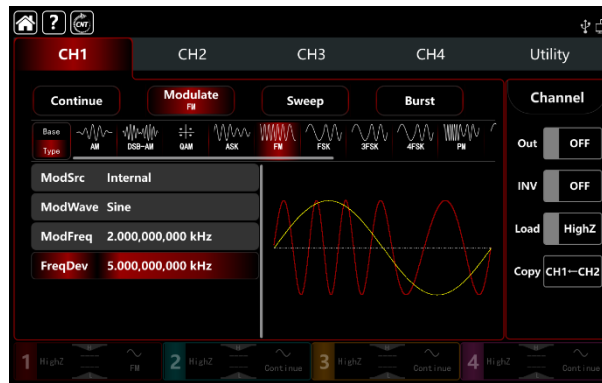 ? CNT
CH1 CH2 CH3 CH4 Utility
Continue Modulate FM Sweep Burst Channel
Base Type AM DSB-AM QAM ASK FM FSK 3FSK 4FSK PM
Out OFF
ModSrc Internal
INV OFF
ModWave Sine
ModFreq 2.000,000,000 kHz
Load HighZ
FreqDev 5.000,000,000 kHz
Copy CH1←CH2
1 HighZ FM 2 HighZ Continue 3 HighZ Continue 4 HighZ Continue